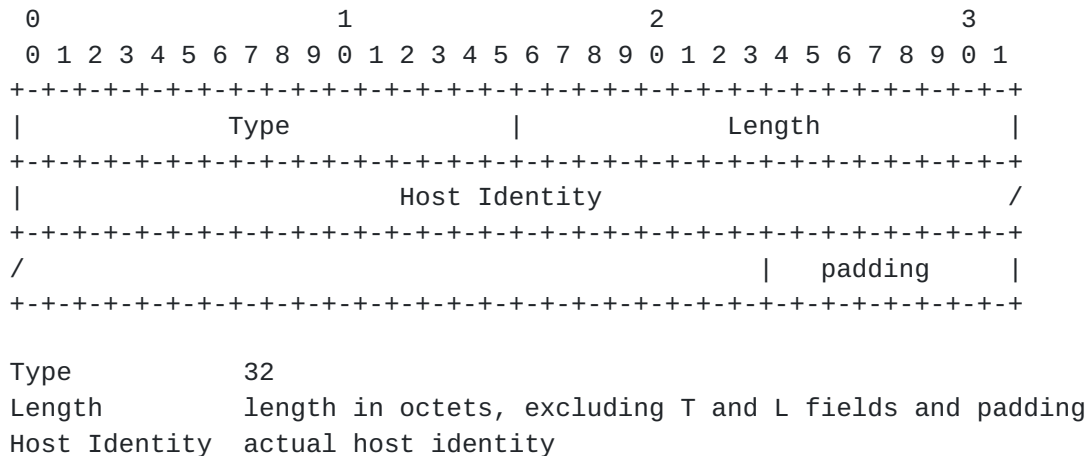 0                   1                   2                   3
 0 1 2 3 4 5 6 7 8 9 0 1 2 3 4 5 6 7 8 9 0 1 2 3 4 5 6 7 8 9 0 1
+-+-+-+-+-+-+-+-+-+-+-+-+-+-+-+-+-+-+-+-+-+-+-+-+-+-+-+-+-+-+-+-+
|             Type              |             Length            |
+-+-+-+-+-+-+-+-+-+-+-+-+-+-+-+-+-+-+-+-+-+-+-+-+-+-+-+-+-+-+-+-+
|                        Host Identity                          /
+-+-+-+-+-+-+-+-+-+-+-+-+-+-+-+-+-+-+-+-+-+-+-+-+-+-+-+-+-+-+-+-+
/                                               |   padding     |
+-+-+-+-+-+-+-+-+-+-+-+-+-+-+-+-+-+-+-+-+-+-+-+-+-+-+-+-+-+-+-+-+
Type           32
Length         length in octets, excluding T and L fields and padding
Host Identity  actual host identity